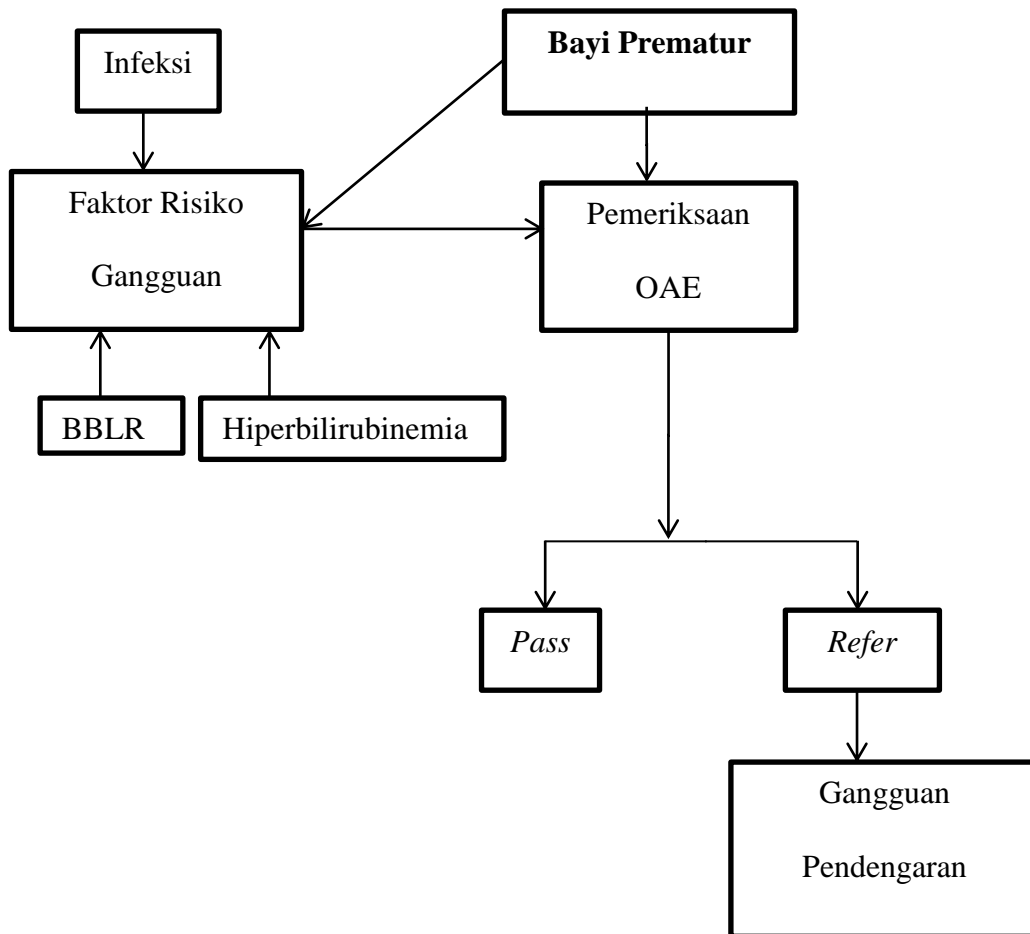 Infeksi
Bayi Prematur
Faktor Risiko
Gangguan
Pemeriksaan
OAE
BBLR
Hiperbilirubinemia
Pass
Refer
Gangguan
Pendengaran